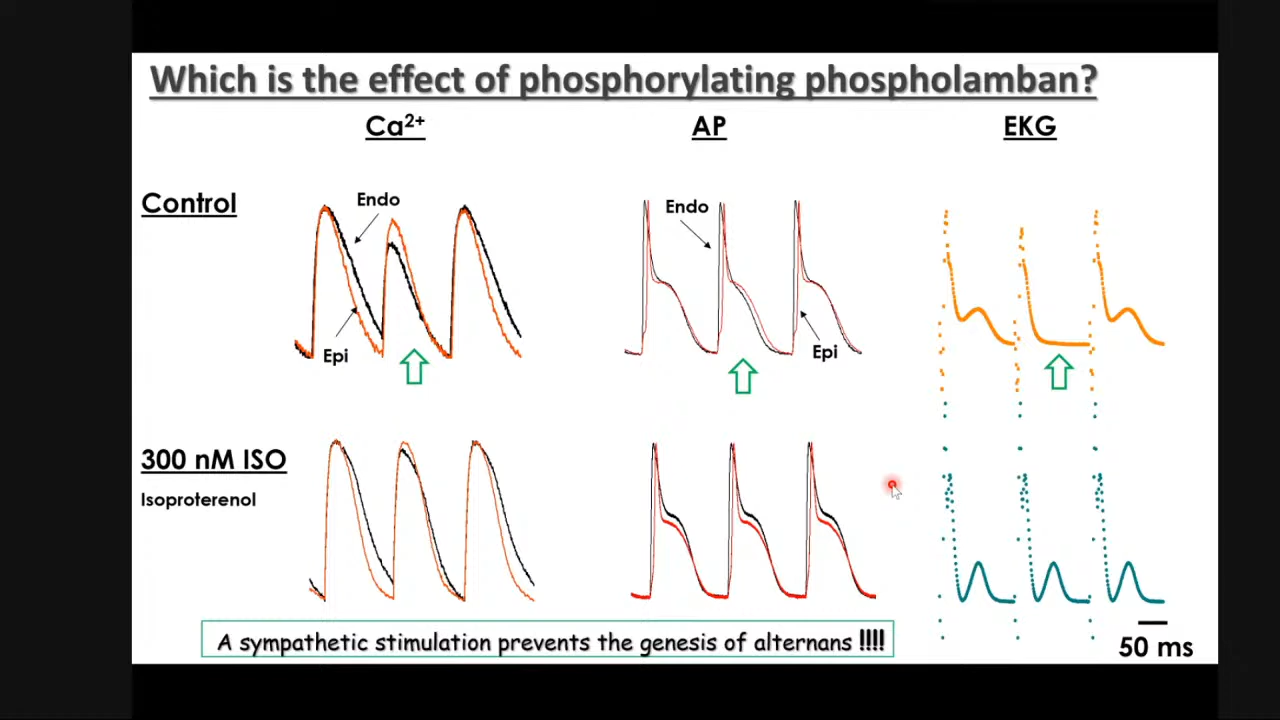 Which is the effect of phosphorylating phospholamban?
Ca²⁺ AP EKG
Control
Endo
Endo
Epi
Epi
300 nM ISO
Isoproterenol
A sympathetic stimulation prevents the genesis of alternans !!!!
50 ms